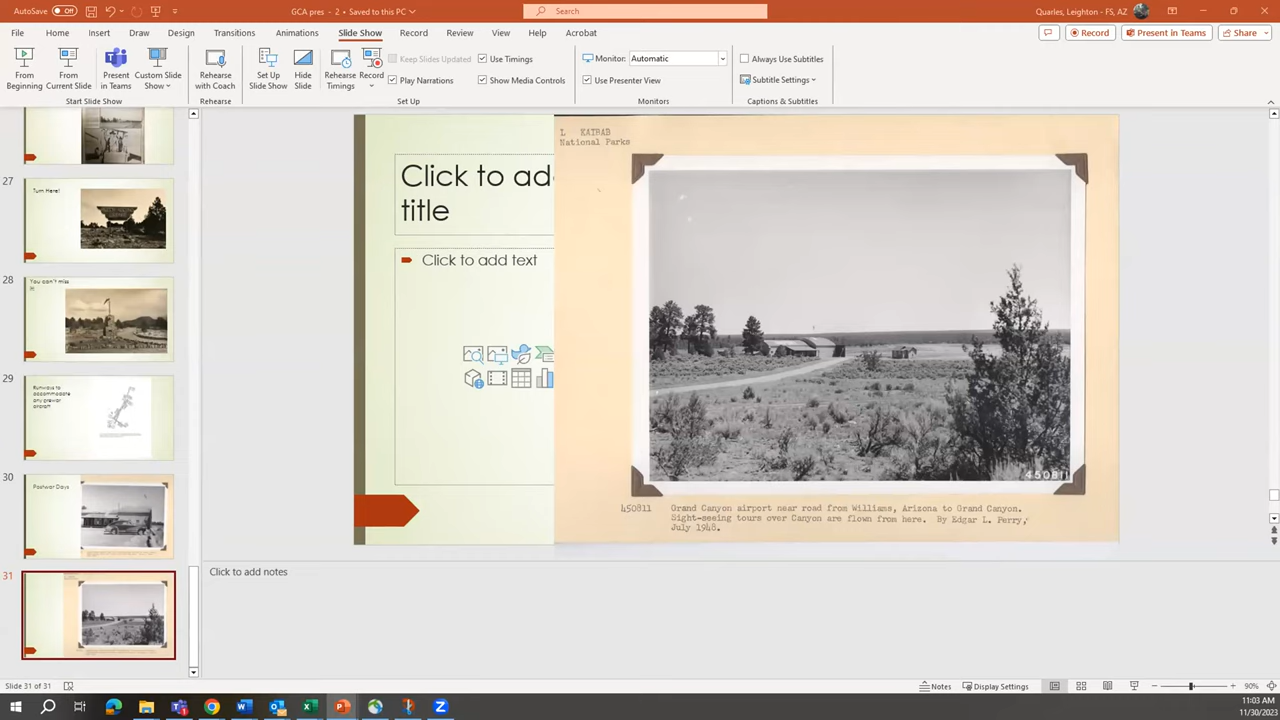 AutoSave
Off
GCA pres - 2 • Saved to this PC
Search
Quarles, Leighton - FS, AZ
File
Home
Insert
Draw
Design
Transitions
Animations
Slide Show
Record
Review
View
Help
Acrobat
Record
Present in Teams
Share
From
Beginning
From
Current Slide
Present
in Teams
Custom Slide
Show
Rehearse
with Coach
Set Up
Slide Show
Hide
Slide
Rehearse
Timings
Record
Keep Slides Updated
Use Timings
Play Narrations
Show Media Controls
Monitor:
Automatic
Use Presenter View
Always Use Subtitles
Subtitle Settings
Start Slide Show
Rehearse
Set Up
Monitors
Captions & Subtitles
27
Turn Here!
28
You can't miss
it!
29
Runways to
accommodate
any prewar
aircraft
30
Postwar Days
31
Click to add
title
Click to add text
L KAIBAB
National Parks
450811
450811 Grand Canyon airport near road from Williams, Arizona to Grand Canyon.
Sight-seeing tours over Canyon are flown from here. By Edgar L. Perry,
July 1948.
Click to add notes
Slide 31 of 31
Notes
Display Settings
90%
11:03 AM
11/30/2023